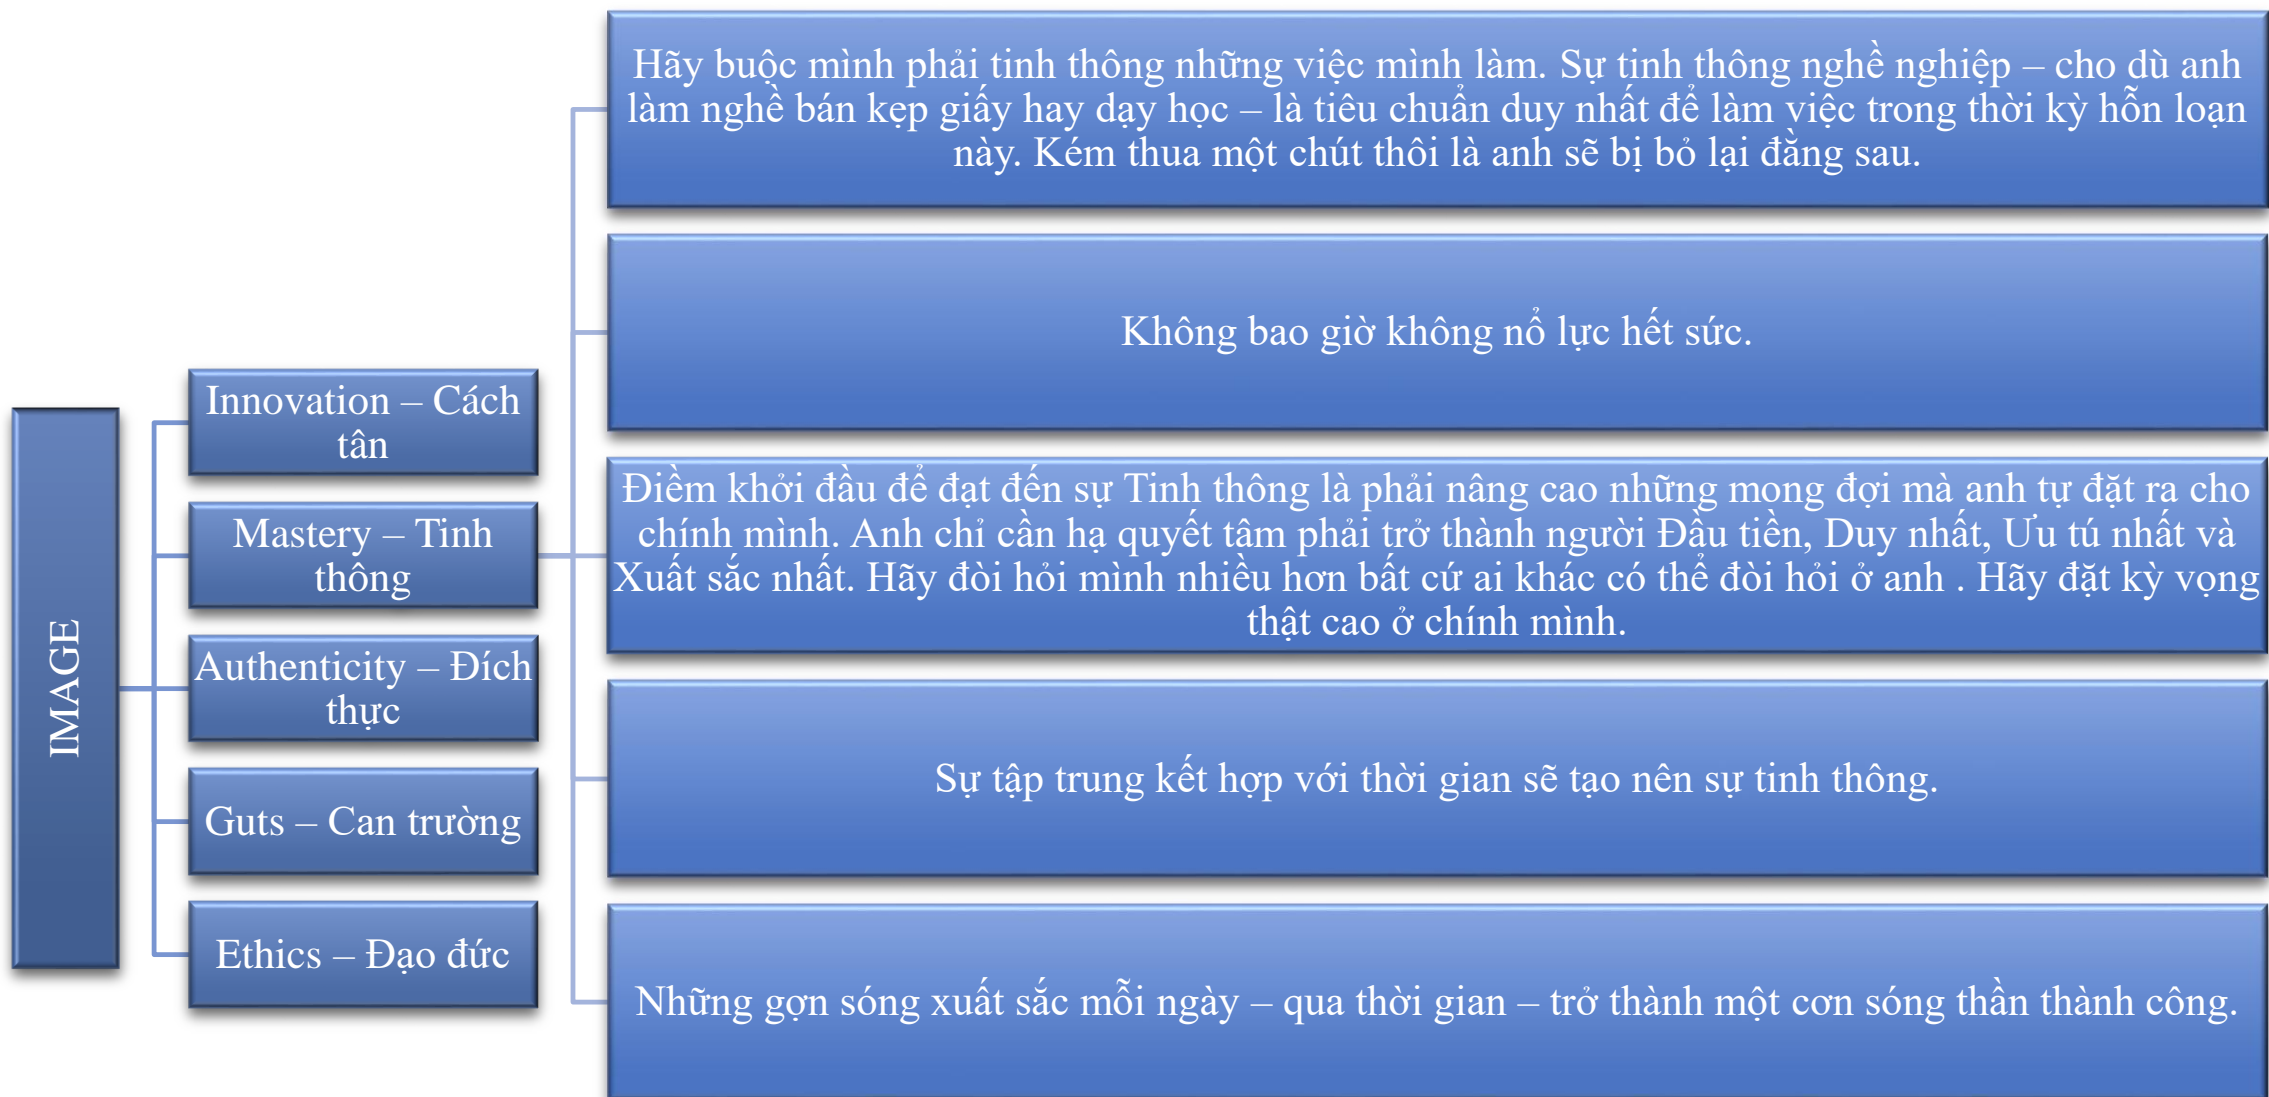 IMAGE
Innovation – Cách
tân
Mastery – Tinh
thông
Authenticity – Đích
thực
Guts – Can trường
Ethics – Đạo đức
Hãy buộc mình phải tinh thông những việc mình làm. Sự tinh thông nghề nghiệp – cho dù anh
làm nghề bán kẹp giấy hay dạy học – là tiêu chuẩn duy nhất để làm việc trong thời kỳ hỗn loạn
này. Kém thua một chút thôi là anh sẽ bị bỏ lại đằng sau.
Không bao giờ không nổ lực hết sức.
Điềm khởi đầu để đạt đến sự Tinh thông là phải nâng cao những mong đợi mà anh tự đặt ra cho
chính mình. Anh chỉ cần hạ quyết tâm phải trở thành người Đầu tiền, Duy nhất, Ưu tú nhất và
Xuất sắc nhất. Hãy đòi hỏi mình nhiều hơn bất cứ ai khác có thể đòi hỏi ở anh . Hãy đặt kỳ vọng
thật cao ở chính mình.
Sự tập trung kết hợp với thời gian sẽ tạo nên sự tinh thông.
Những gợn sóng xuất sắc mỗi ngày – qua thời gian – trở thành một cơn sóng thần thành công.